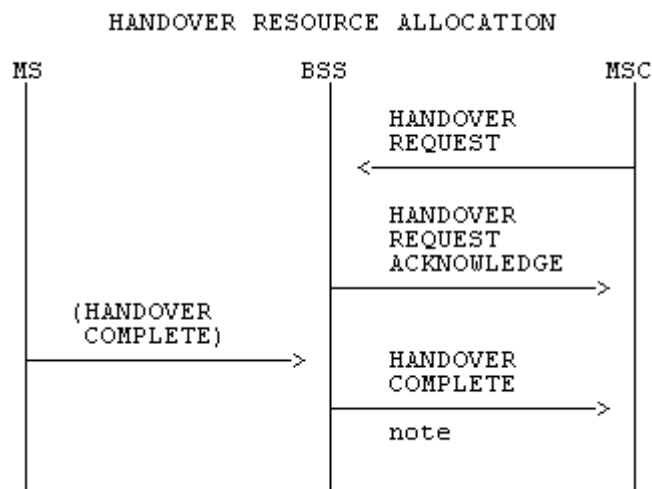 HANDOVER RESOURCE ALLOCATION
MS BSS MSC
HANDOVER
REQUEST
HANDOVER
REQUEST
ACKNOWLEDGE
(HANDOVER
COMPLETE)
HANDOVER
COMPLETE
note